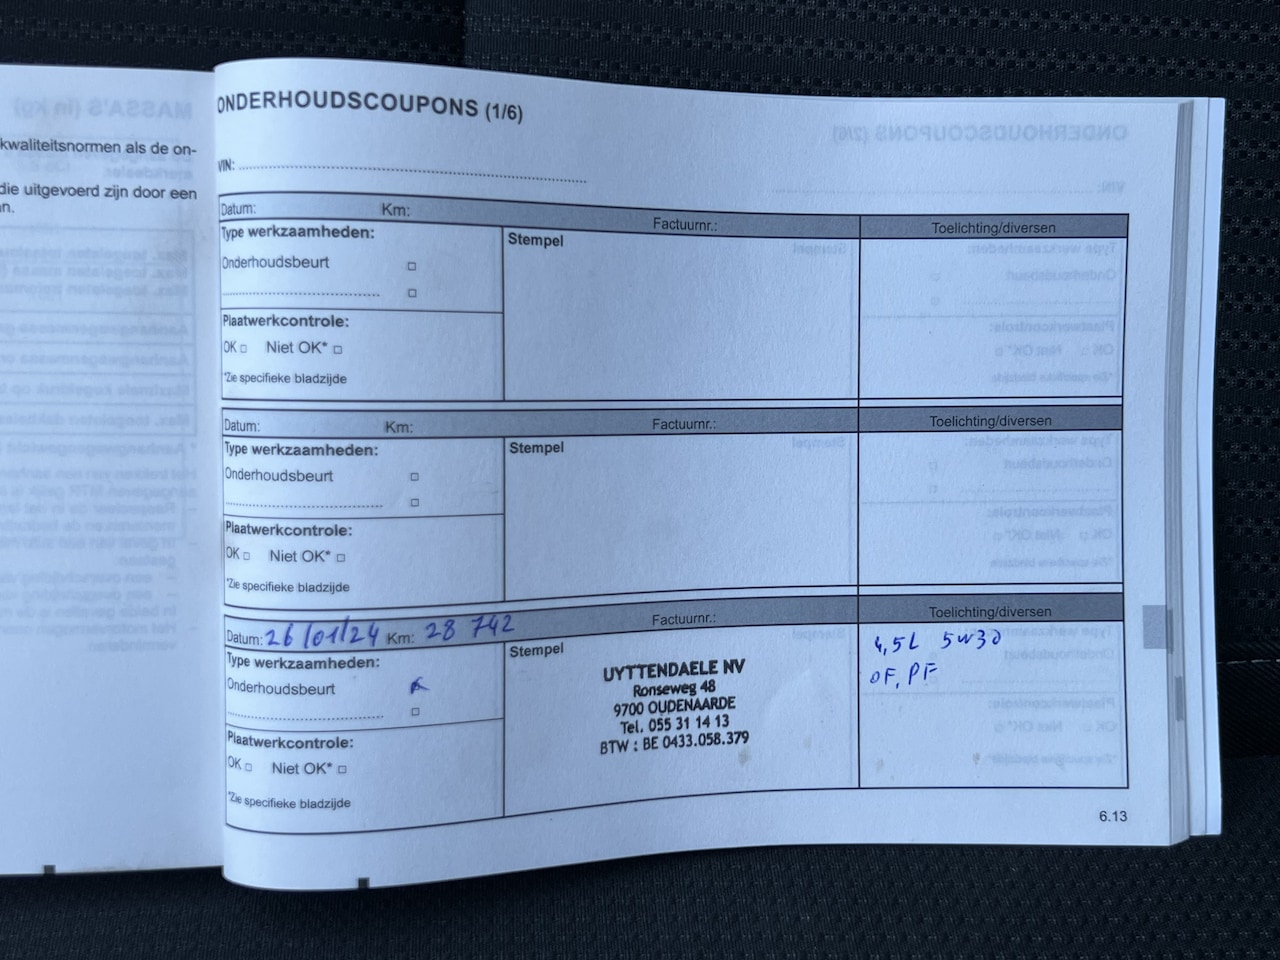 kwaliteitsnormen als de on-
die uitgevoerd zijn door een
n.
ONDERHOUDSCOUPONS (1/6)
VIN:
Datum: Km: Factuurnr.: Toelichting/diversen
Type werkzaamheden: Stempel
Onderhoudsbeurt
Plaatwerkcontrole:
OK Niet OK*
*Zie specifieke bladzijde
Datum: Km: Factuurnr.: Toelichting/diversen
Type werkzaamheden: Stempel
Onderhoudsbeurt
Plaatwerkcontrole:
OK Niet OK*
*Zie specifieke bladzijde
Datum: 26/01/24 Km: 28 742 Factuurnr.: Toelichting/diversen
Type werkzaamheden: Stempel
Onderhoudsbeurt
Plaatwerkcontrole:
OK Niet OK*
*Zie specifieke bladzijde
UYTTENDAELE NV
Ronseweg 48
9700 OUDENAARDE
Tel. 055 31 14 13
BTW : BE 0433.058.379
4,5L 5W30
OF, PF
6.13